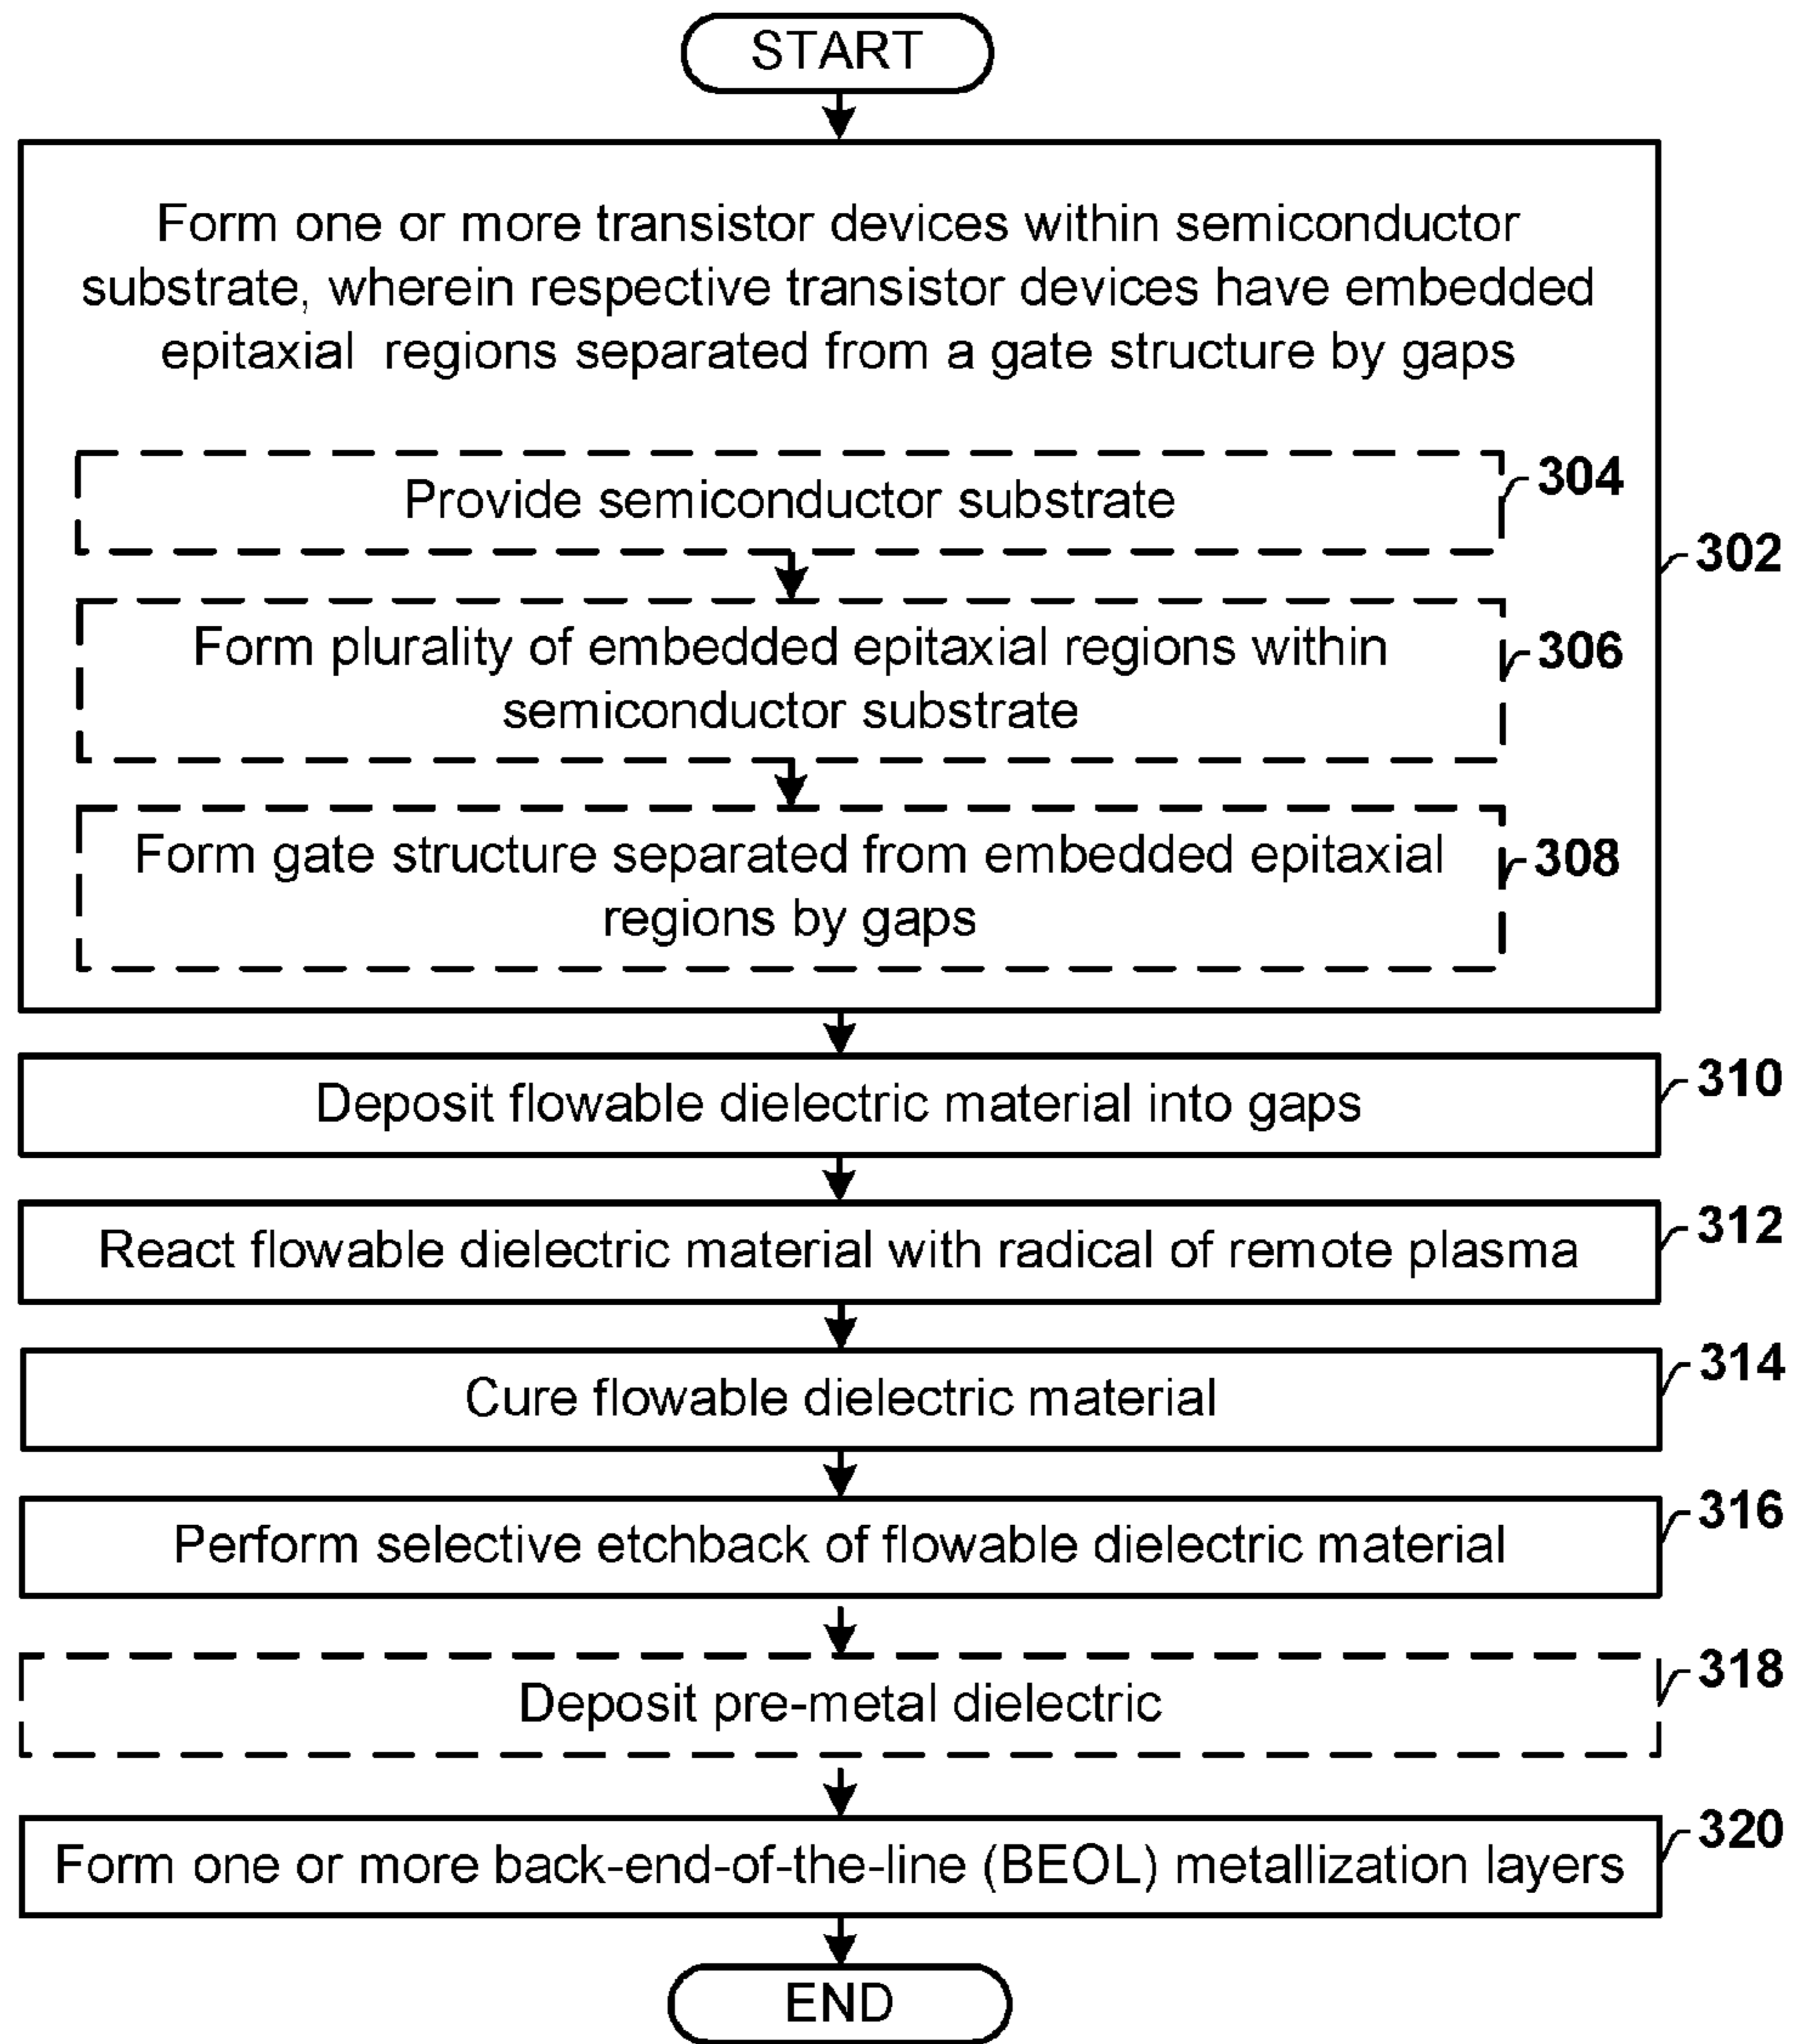 START
Form one or more transistor devices within semiconductor
substrate, wherein respective transistor devices have embedded
epitaxial regions separated from a gate structure by gaps
Provide semiconductor substrate
304
302
Form plurality of embedded epitaxial regions within
semiconductor substrate
306
Form gate structure separated from embedded epitaxial
regions by gaps
308
Deposit flowable dielectric material into gaps
310
React flowable dielectric material with radical of remote plasma
312
Cure flowable dielectric material
314
Perform selective etchback of flowable dielectric material
316
Deposit pre-metal dielectric
318
Form one or more back-end-of-the-line (BEOL) metallization layers
320
END